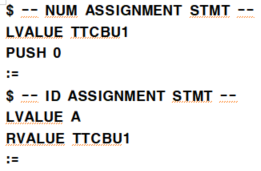 $ -- NUM ASSIGNMENT STMT --
LVALUE TTCBU1
PUSH 0
:=
$ -- ID ASSIGNMENT STMT --
LVALUE A
RVALUE TTCBU1
:=